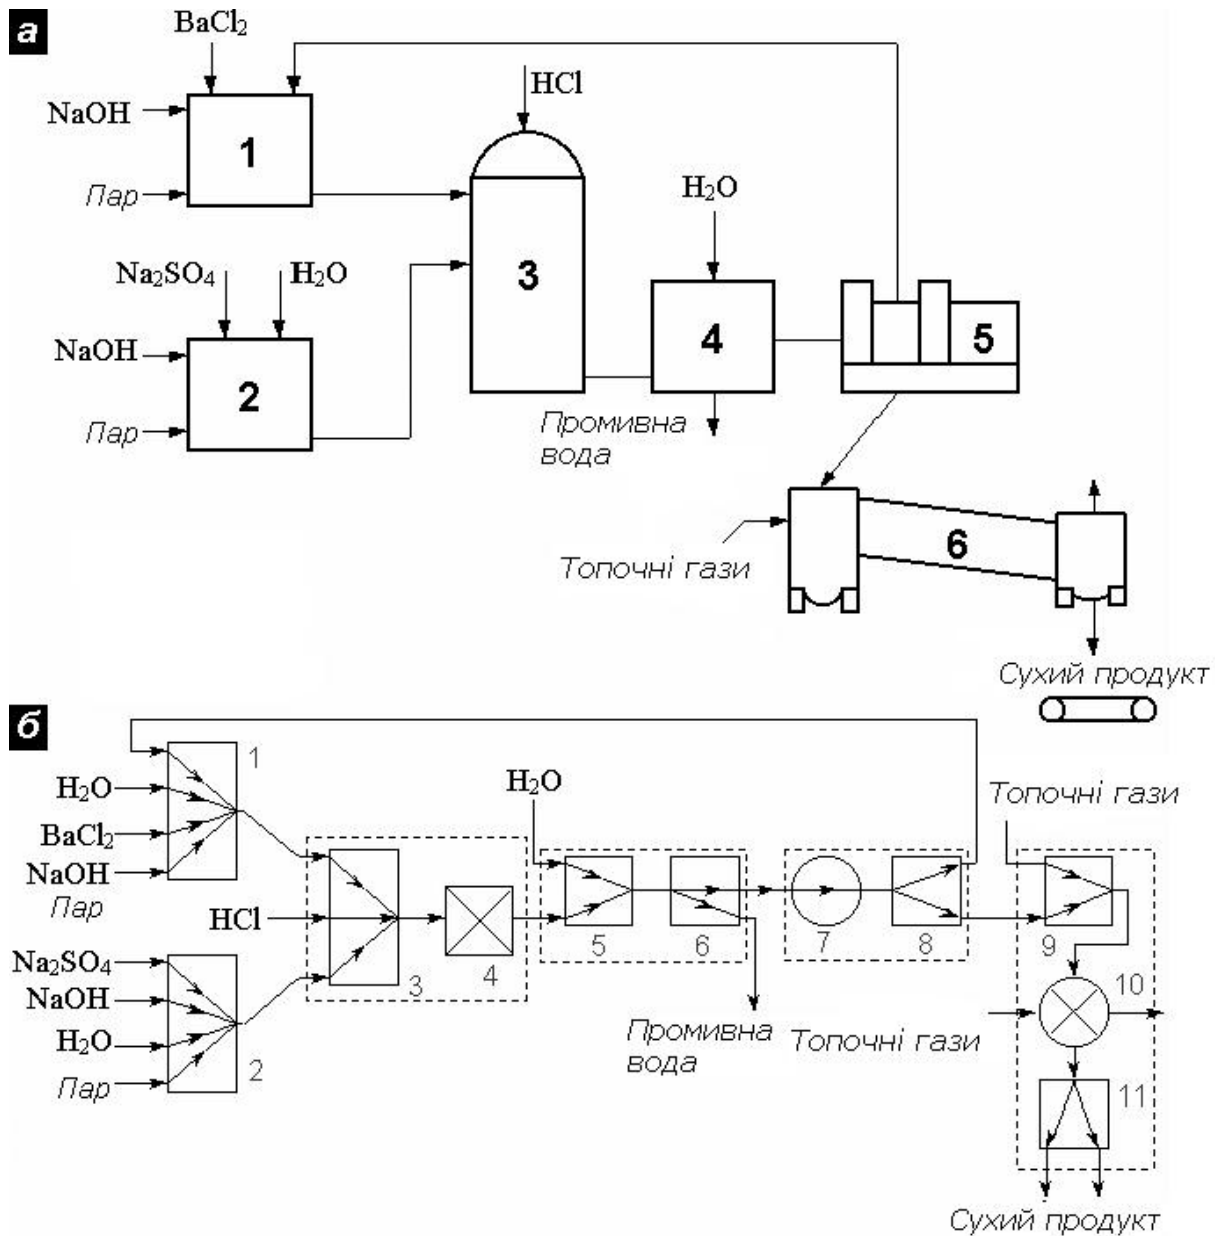 а
BaCl2
NaOH
1
Пар
HCl
3
H2O
4
5
Na2SO4
H2O
NaOH
2
Пар
Промивна
вода
Топочні гази
6
Сухий продукт
б
1
H2O
BaCl2
NaOH
Пар
HCl
Na2SO4
NaOH
H2O
Пар
2
3
4
H2O
5
6
Промивна
вода
7
8
Топочні гази
9
Топочні гази
10
11
Сухий продукт